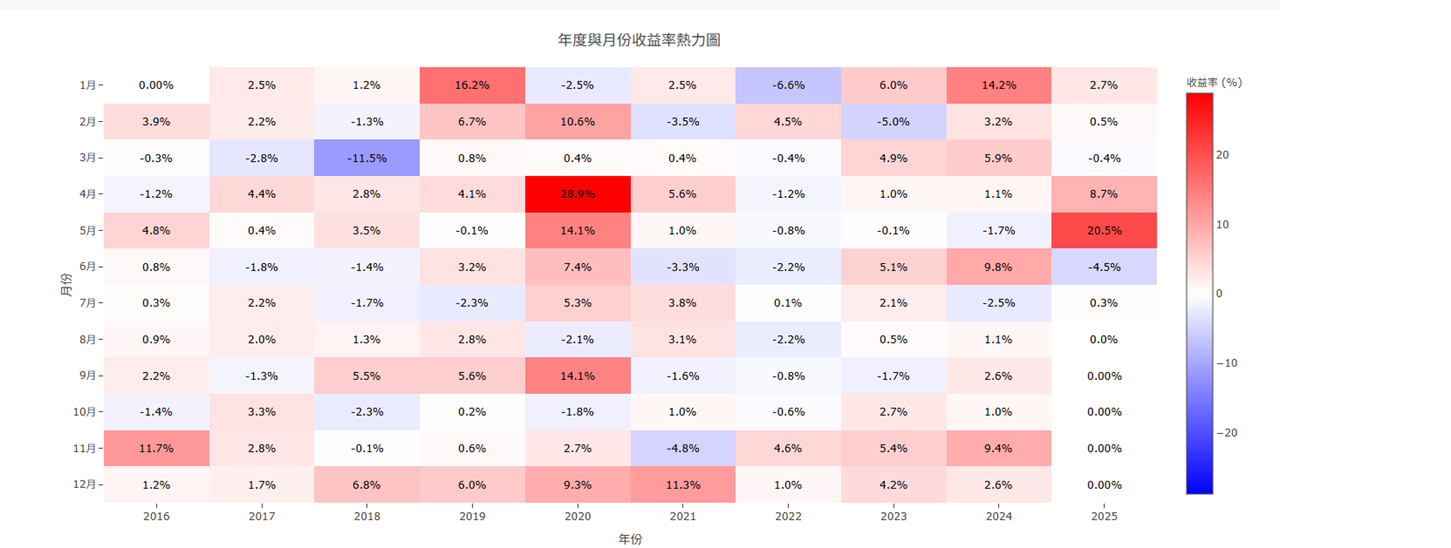 年度與月份收益率熱力圖
收益率 (%)
1月 0.00% 2.5% 1.2% 16.2% -2.5% 2.5% -6.6% 6.0% 14.2% 2.7%
2月 3.9% 2.2% -1.3% 6.7% 10.6% -3.5% 4.5% -5.0% 3.2% 0.5%
3月 -0.3% -2.8% -11.5% 0.8% 0.4% 0.4% -0.4% 4.9% 5.9% -0.4%
4月 -1.2% 4.4% 2.8% 4.1% 28.9% 5.6% -1.2% 1.0% 1.1% 8.7%
5月 4.8% 0.4% 3.5% -0.1% 14.1% 1.0% -0.8% -0.1% -1.7% 20.5%
6月 0.8% -1.8% -1.4% 3.2% 7.4% -3.3% -2.2% 5.1% 9.8% -4.5%
7月 0.3% 2.2% -1.7% -2.3% 5.3% 3.8% 0.1% 2.1% -2.5% 0.3%
8月 0.9% 2.0% 1.3% 2.8% -2.1% 3.1% -2.2% 0.5% 1.1% 0.0%
9月 2.2% -1.3% 5.5% 5.6% 14.1% -1.6% -0.8% -1.7% 2.6% 0.00%
10月 -1.4% 3.3% -2.3% 0.2% -1.8% 1.0% -0.6% 2.7% 1.0% 0.00%
11月 11.7% 2.8% -0.1% 0.6% 2.7% -4.8% 4.6% 5.4% 9.4% 0.00%
12月 1.2% 1.7% 6.8% 6.0% 9.3% 11.3% 1.0% 4.2% 2.6% 0.00%
2016 2017 2018 2019 2020 2021 2022 2023 2024 2025
年份
月份
20
10
0
−10
−20